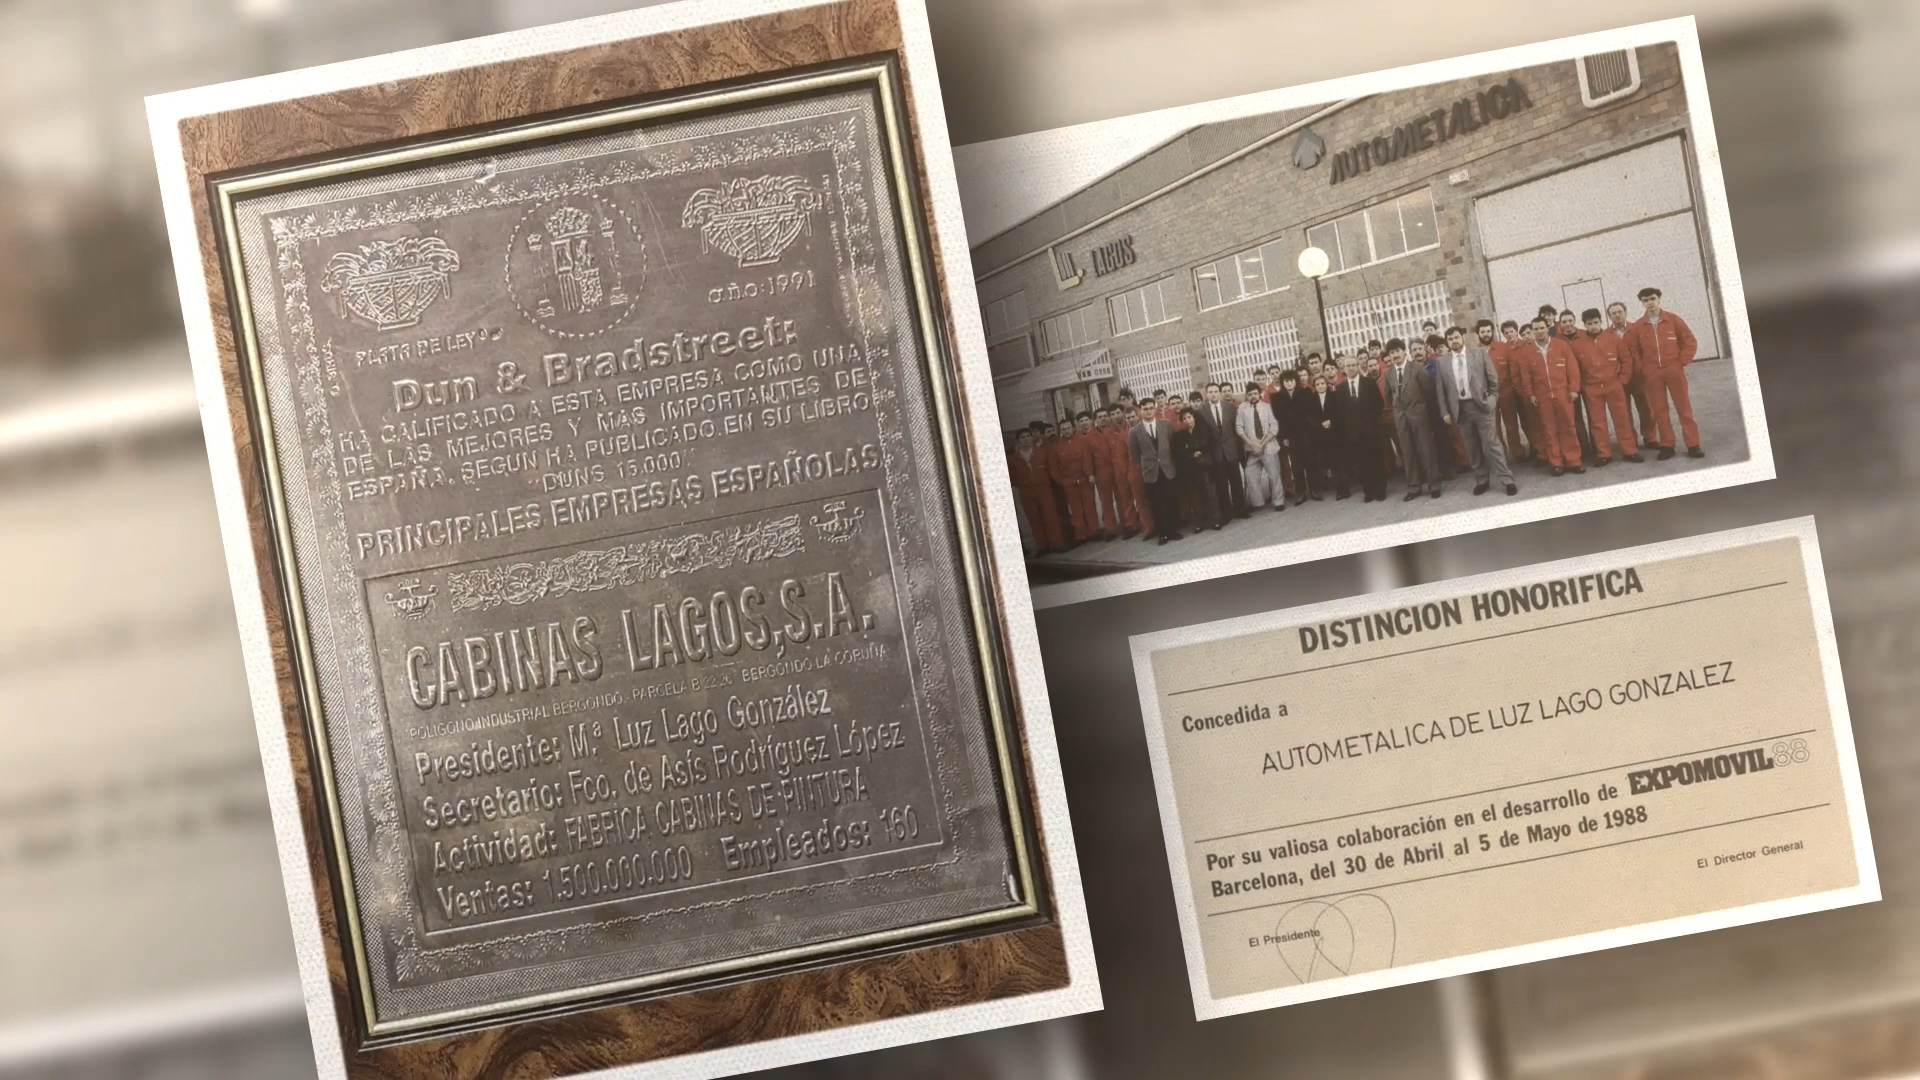 año:1991
PLATA DE LEY
Dun & Bradstreet:
HA CALIFICADO A ESTA EMPRESA COMO UNA
DE LAS MEJORES Y MAS IMPORTANTES DE
ESPAÑA. SEGUN HA PUBLICADO.EN SU LIBRO
"DUNS 15.000"
PRINCIPALES EMPRESAS ESPAÑOLAS
CABINAS LAGOS,S.A.
POLIGONO INDUSTRIAL BERGONDO - PARCELA B BERGONDO LA CORUÑA
Presidente: M.ª Luz Lago González
Secretario: Fco. de Asís Rodríguez López
Actividad: FABRICA CABINAS DE PINTURA
Ventas: 1.500.000.000 Empleados: 160
AUTOMETALICA
LAGOS
DISTINCION HONORIFICA
Concedida a
AUTOMETALICA DE LUZ LAGO GONZALEZ
Por su valiosa colaboración en el desarrollo de EXPOMOVIL 88
Barcelona, del 30 de Abril al 5 de Mayo de 1988
El Director General
El Presidente